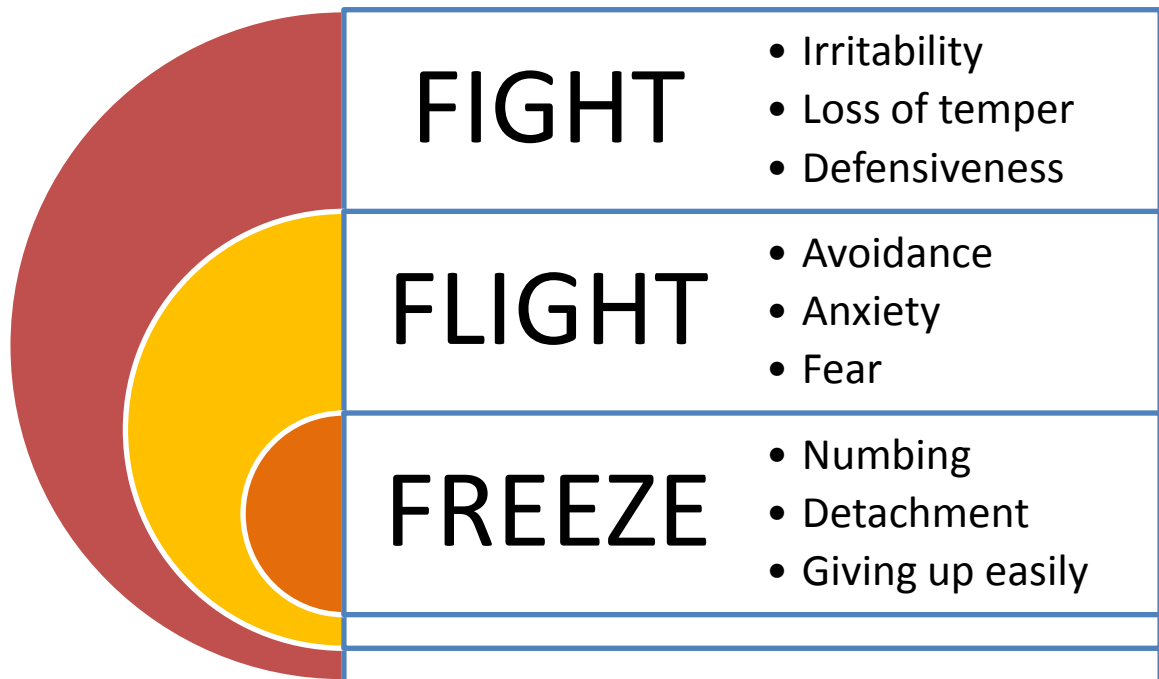 FIGHT
• Irritability
• Loss of temper
• Defensiveness
FLIGHT
• Avoidance
• Anxiety
• Fear
FREEZE
• Numbing
• Detachment
• Giving up easily